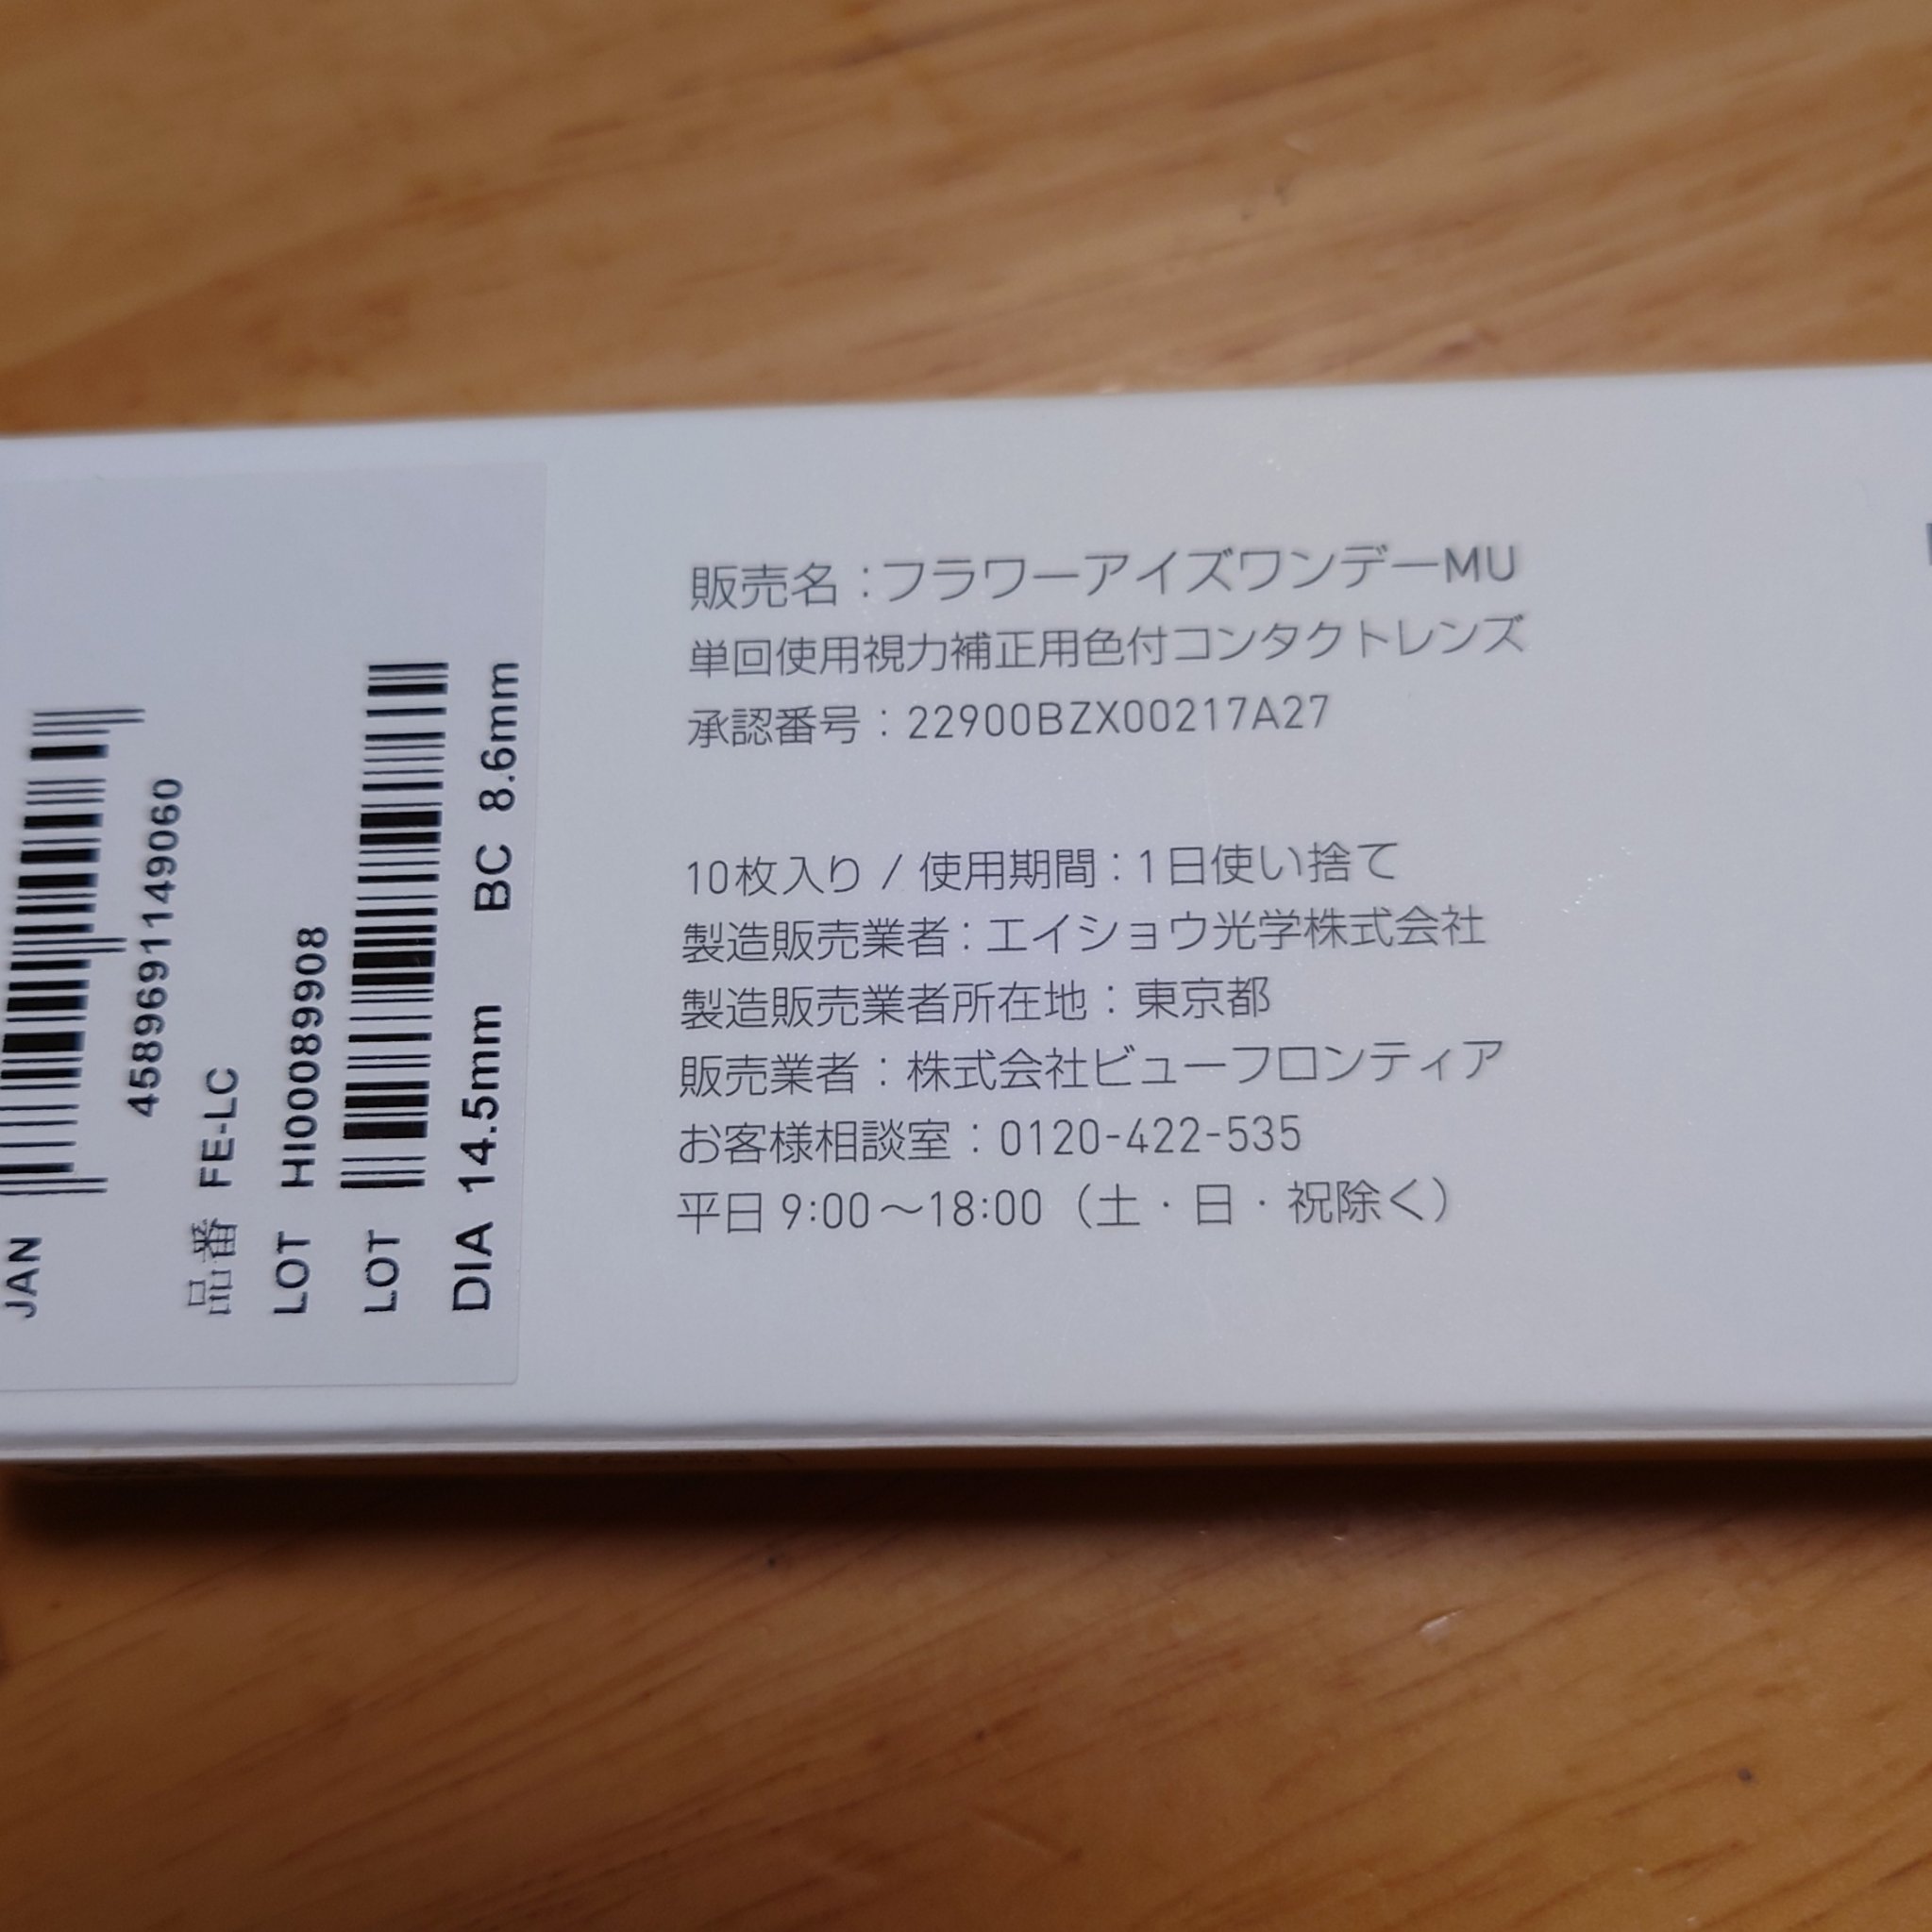 JAN
4589691149060
品番 FE-LC
LOT HI00089908
LOT
DIA 14.5mm BC 8.6mm
販売名：フラワーアイズワンデーMU
単回使用視力補正用色付コンタクトレンズ
承認番号：22900BZX00217A27
10枚入り / 使用期間：1日使い捨て
製造販売業者：エイショウ光学株式会社
製造販売業者所在地：東京都
販売業者：株式会社ビューフロンティア
お客様相談室：0120-422-535
平日 9:00～18:00（土・日・祝除く）